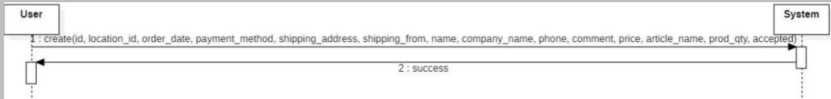 User
System
1 : create(id, location_id, order_date, payment_method, shipping_address, shipping_from, name, company_name, phone, comment, price, article_name, prod_qty, accepted)
2 : success